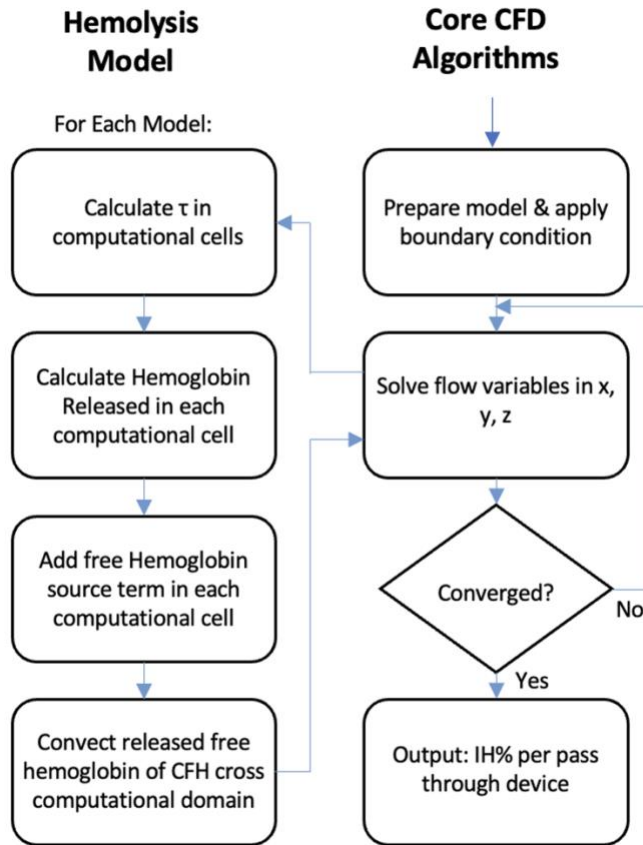 Hemolysis
Model
For Each Model:
Calculate τ in
computational cells
Calculate Hemoglobin
Released in each
computational cell
Add free Hemoglobin
source term in each
computational cell
Convect released free
hemoglobin of CFH cross
computational domain
Core CFD
Algorithms
Prepare model & apply
boundary condition
Solve flow variables in x,
y, z
Converged?
No
Yes
Output: IH% per pass
through device